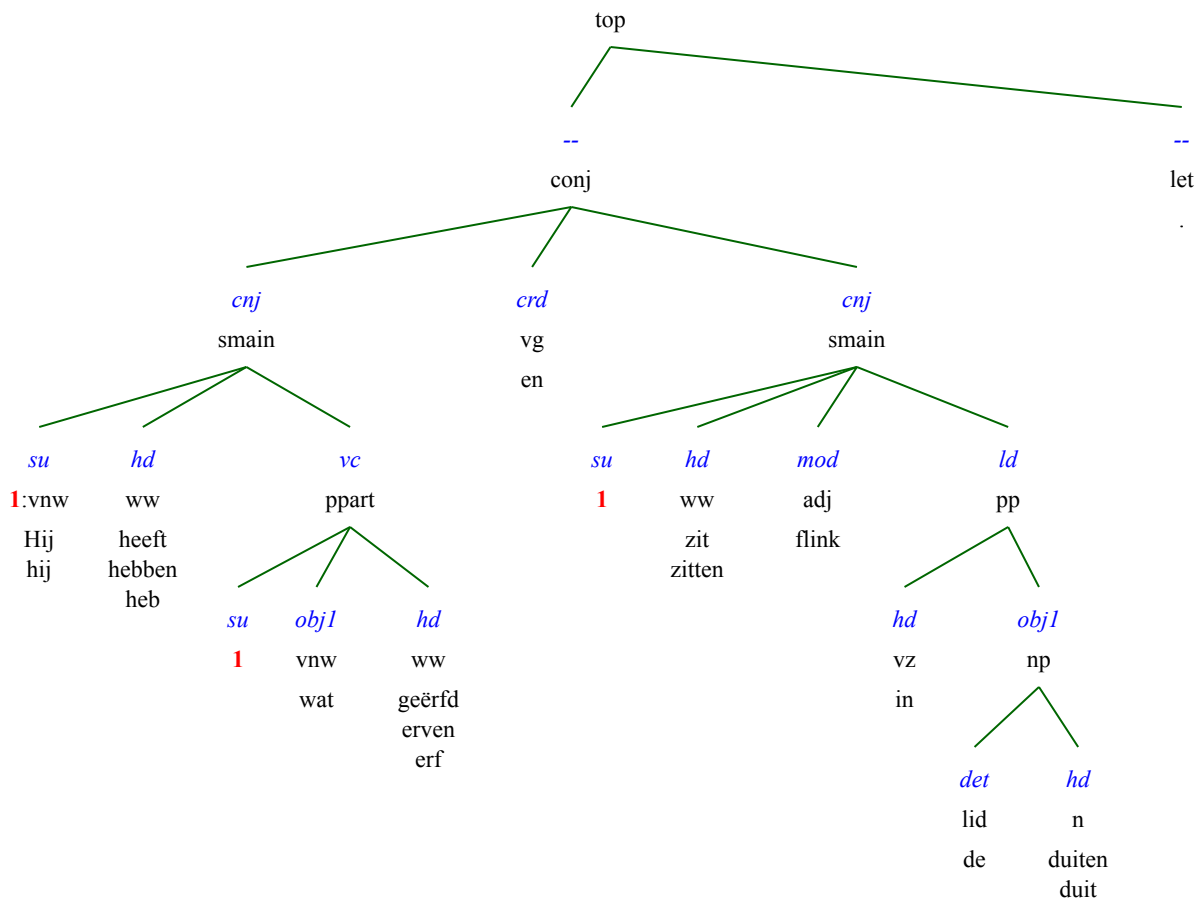 top
-- --
conj let
.
cnj crd cnj
smain vg smain
en
su hd vc su hd mod ld
1:vnw ww ppart 1 ww adj pp
Hij heeft zit flink
hij hebben zitten
heb
su obj1 hd hd obj1
1 vnw ww vz np
wat geërfd in
erven
erf
det hd
lid n
de duiten
duit